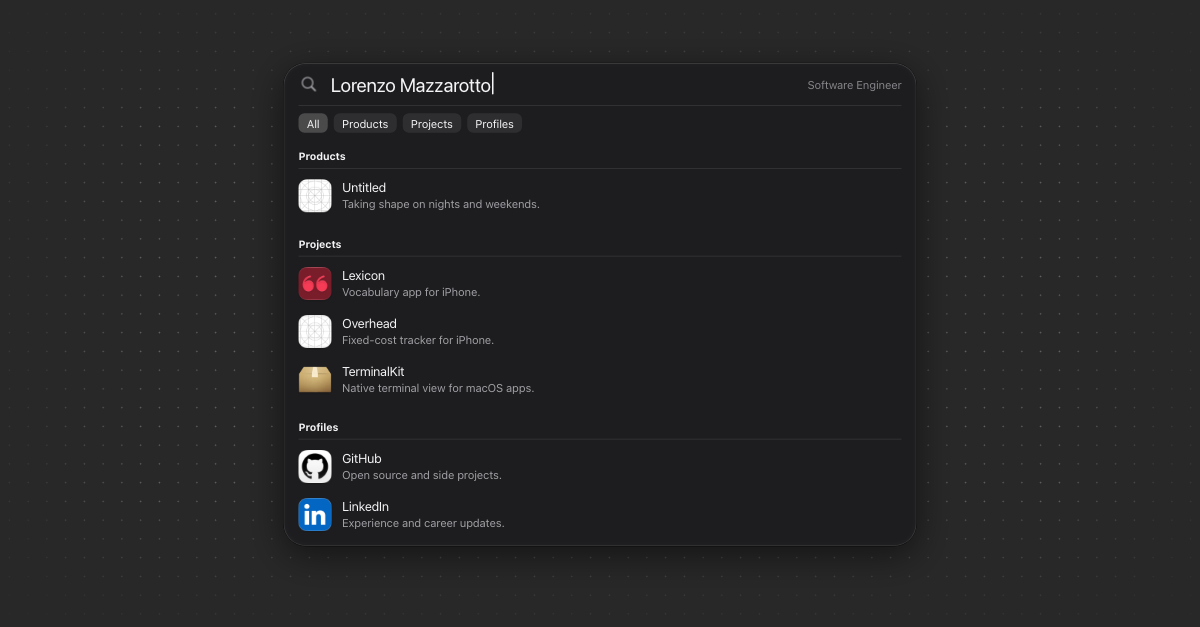 Lorenzo Mazzarotto
Software Engineer
All
Products
Projects
Profiles
Products
Untitled
Taking shape on nights and weekends.
Projects
Lexicon
Vocabulary app for iPhone.
Overhead
Fixed-cost tracker for iPhone.
TerminalKit
Native terminal view for macOS apps.
Profiles
GitHub
Open source and side projects.
in
LinkedIn
Experience and career updates.